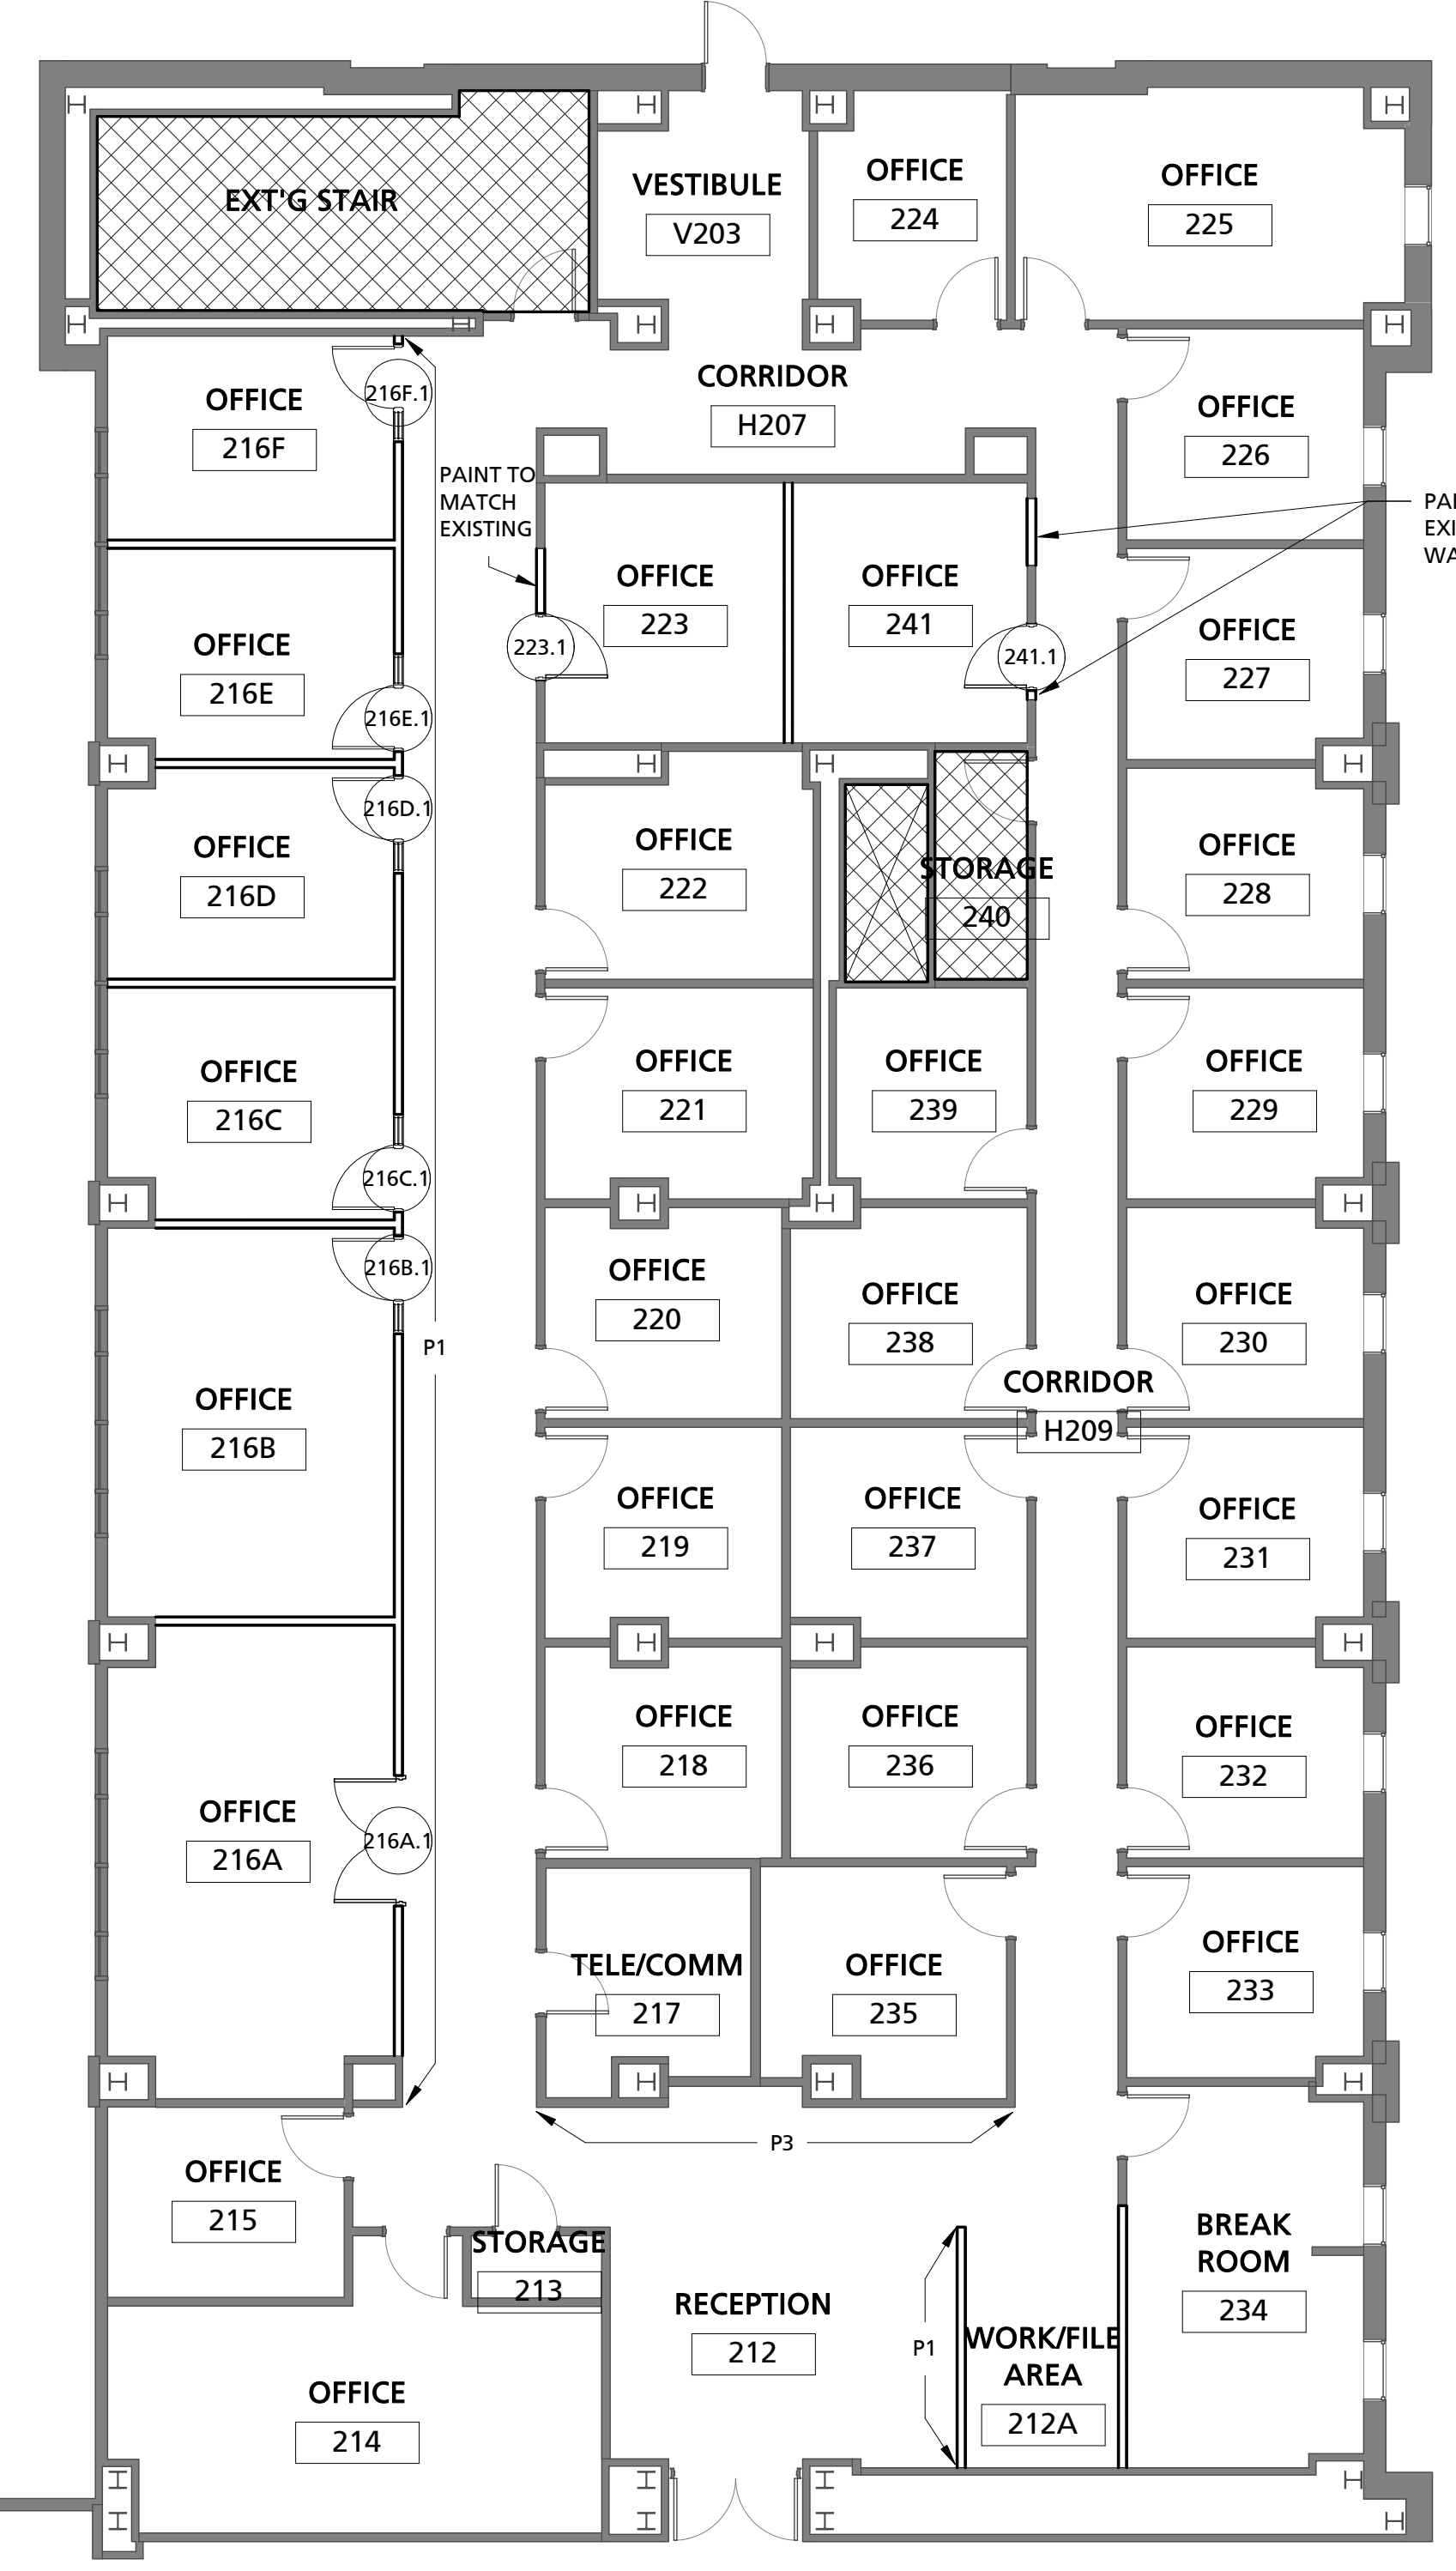 EXT'G STAIR
VESTIBULE
V203
OFFICE
224
OFFICE
225
CORRIDOR
H207
OFFICE
216F
216F.1
OFFICE
226
PAINT TO
MATCH
EXISTING
OFFICE
223
223.1
OFFICE
241
241.1
OFFICE
227
OFFICE
216E
216E.1
216D.1
OFFICE
216D
OFFICE
222
STORAGE
240
OFFICE
228
OFFICE
216C
216C.1
OFFICE
221
OFFICE
239
OFFICE
229
216B.1
OFFICE
220
OFFICE
238
OFFICE
230
P1
CORRIDOR
H209
OFFICE
216B
OFFICE
219
OFFICE
237
OFFICE
231
OFFICE
218
OFFICE
236
OFFICE
232
OFFICE
216A
216A.1
TELE/COMM
217
OFFICE
235
OFFICE
233
P3
OFFICE
215
STORAGE
213
RECEPTION
212
P1
WORK/FILE
AREA
212A
BREAK
ROOM
234
OFFICE
214